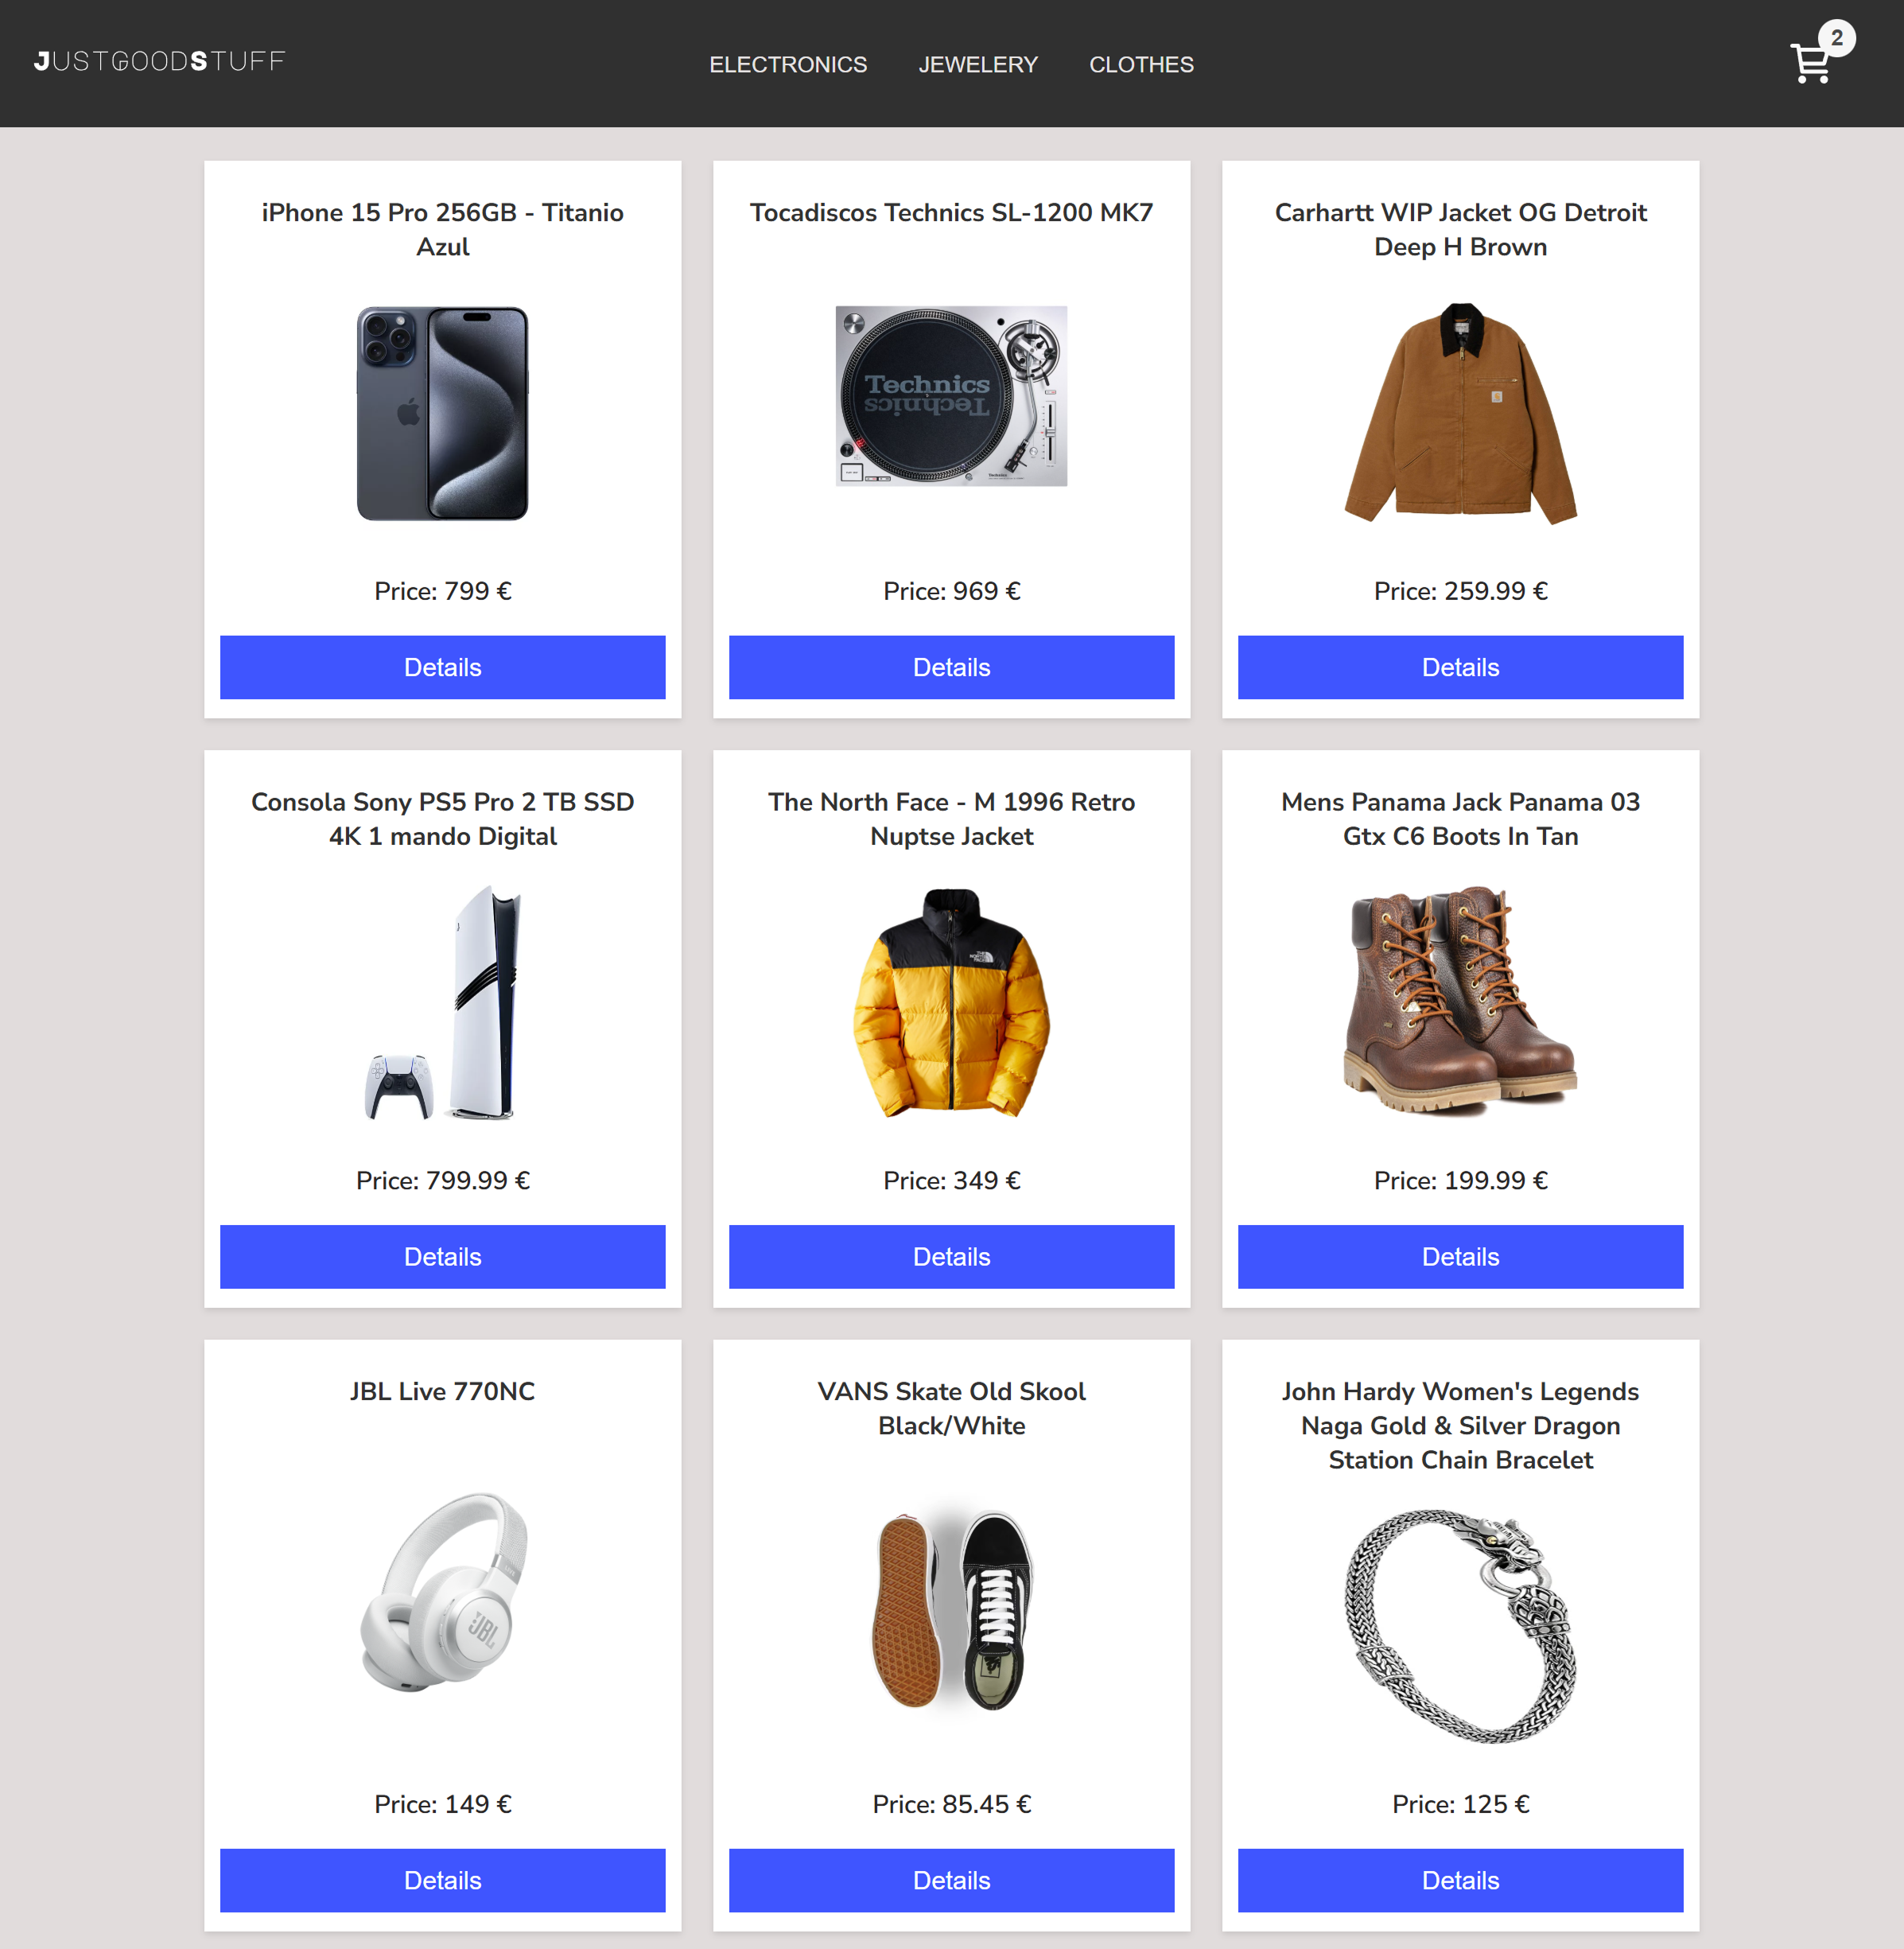 JUSTGOODSTUFF
ELECTRONICS
JEWELERY
CLOTHES
2
iPhone 15 Pro 256GB - Titanio
Azul
Price: 799 €
Details
Tocadiscos Technics SL-1200 MK7
Technics
Technics
Price: 969 €
Details
Carhartt WIP Jacket OG Detroit
Deep H Brown
Price: 259.99 €
Details
Consola Sony PS5 Pro 2 TB SSD
4K 1 mando Digital
Price: 799.99 €
Details
The North Face - M 1996 Retro
Nuptse Jacket
THE
NORTH
FACE
Price: 349 €
Details
Mens Panama Jack Panama 03
Gtx C6 Boots In Tan
Price: 199.99 €
Details
JBL Live 770NC
JBL
Price: 149 €
Details
VANS Skate Old Skool
Black/White
Price: 85.45 €
Details
John Hardy Women's Legends
Naga Gold & Silver Dragon
Station Chain Bracelet
Price: 125 €
Details